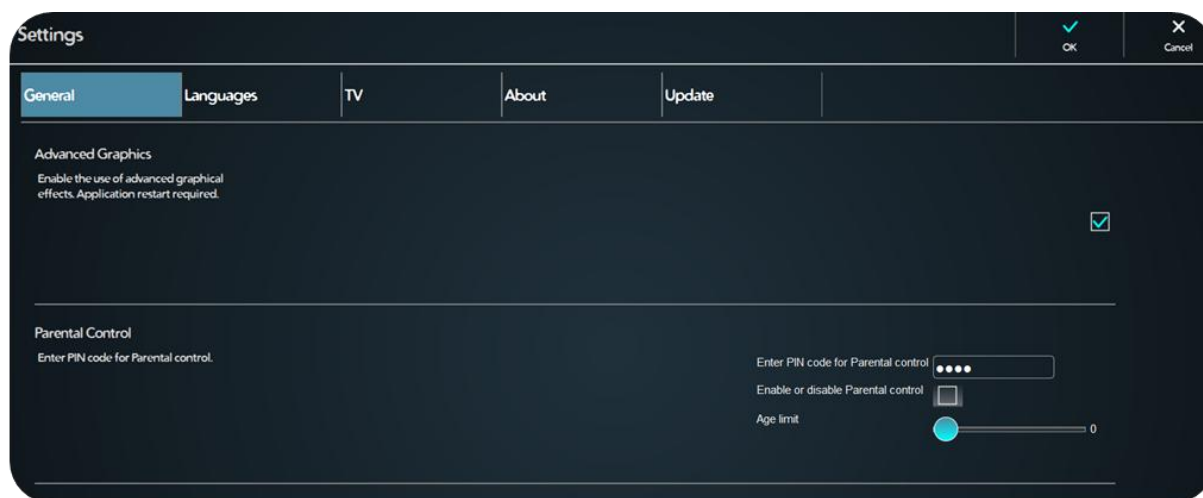 Settings
OK
Cancel
General
Languages
TV
About
Update
Advanced Graphics
Enable the use of advanced graphical
effects. Application restart required.
Parental Control
Enter PIN code for Parental control.
Enter PIN code for Parental control
Enable or disable Parental control
Age limit
0